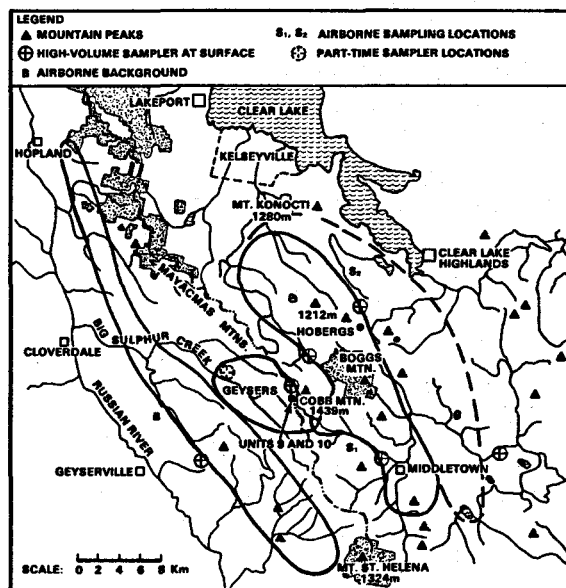 LEGEND
MOUNTAIN PEAKS
S₁, S₂ AIRBORNE SAMPLING LOCATIONS
HIGH-VOLUME SAMPLER AT SURFACE
PART-TIME SAMPLER LOCATIONS
B AIRBORNE BACKGROUND
LAKEPORT
CLEAR LAKE
HOPLAND
KELSEYVILLE
MT. KONOCTI
1280m
CLEAR LAKE
HIGHLANDS
S₂
MAYACMAS MTNS.
1212m
HOBERGS
BIG SULPHUR CREEK
CLOVERDALE
BOGGS
MTN.
GEYSERS
COBB MTN.
1439m
RUSSIAN RIVER
B
UNITS 9 AND 10
S₁
GEYSERVILLE
MIDDLETOWN
MT. ST. HELENA
1324m
SCALE: 0 2 4 6 8 Km